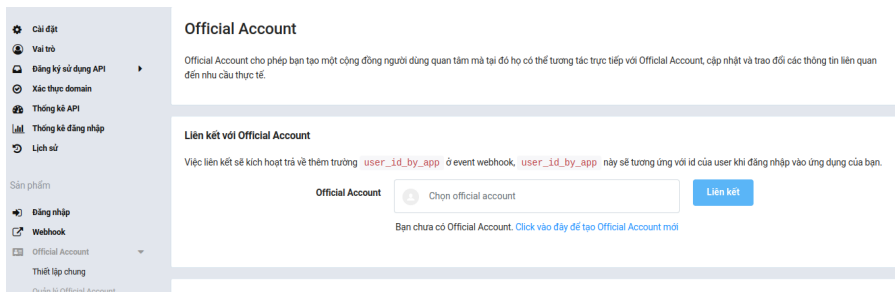 Cài đặt
Vai trò
Đăng ký sử dụng API
Xác thực domain
Thống kê API
Thống kê đăng nhập
Lịch sử
Sản phẩm
Đăng nhập
Webhook
Official Account
Thiết lập chung
Quản lý Official Account
Official Account
Official Account cho phép bạn tạo một cộng đồng người dùng quan tâm mà tại đó họ có thể tương tác trực tiếp với Official Account, cập nhật và trao đổi các thông tin liên quan
đến nhu cầu thực tế.
Liên kết với Official Account
Việc liên kết sẽ kích hoạt trả về thêm trường user_id_by_app ở event webhook, user_id_by_app này sẽ tương ứng với id của user khi đăng nhập vào ứng dụng của bạn.
Official Account Chọn official account Liên kết
Bạn chưa có Official Account. Click vào đây để tạo Official Account mới